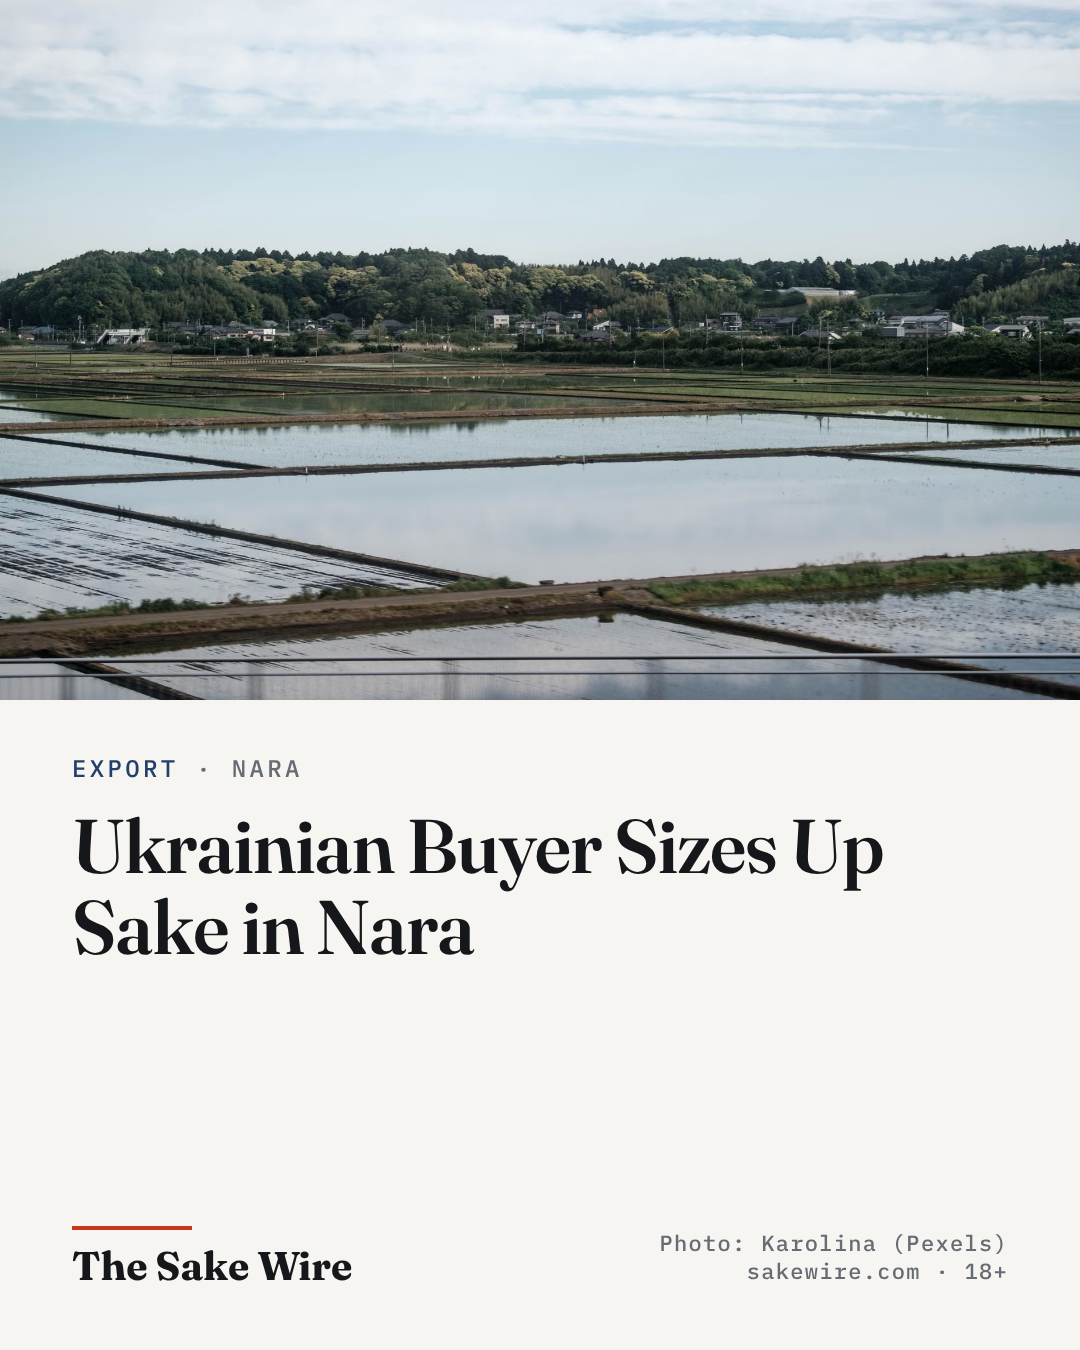 EXPORT · NARA
Ukrainian Buyer Sizes Up
Sake in Nara
The Sake Wire
Photo: Karolina (Pexels)
sakewire.com · 18+